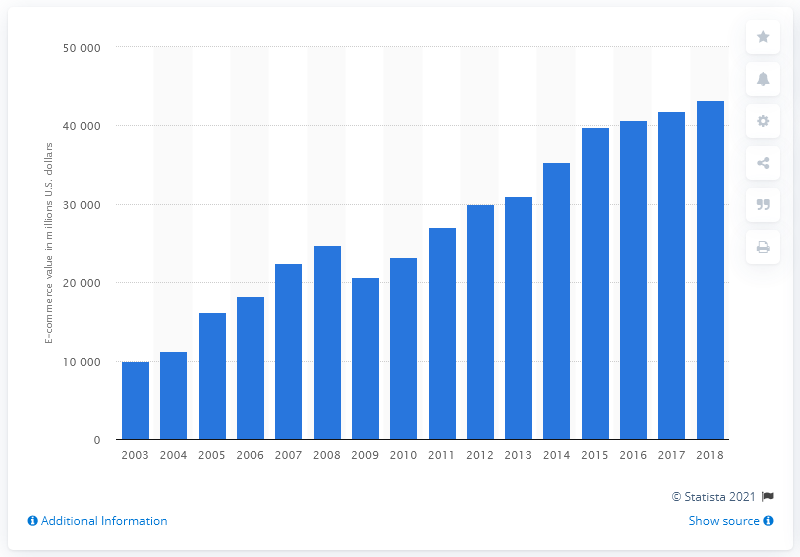 50 000
40 000
30 000
20 000
10 000
0
E-commerce value in millions U.S. dollars
2003 2004 2005 2006 2007 2008 2009 2010 2011 2012 2013 2014 2015 2016 2017 2018
© Statista 2021
Additional Information
Show source